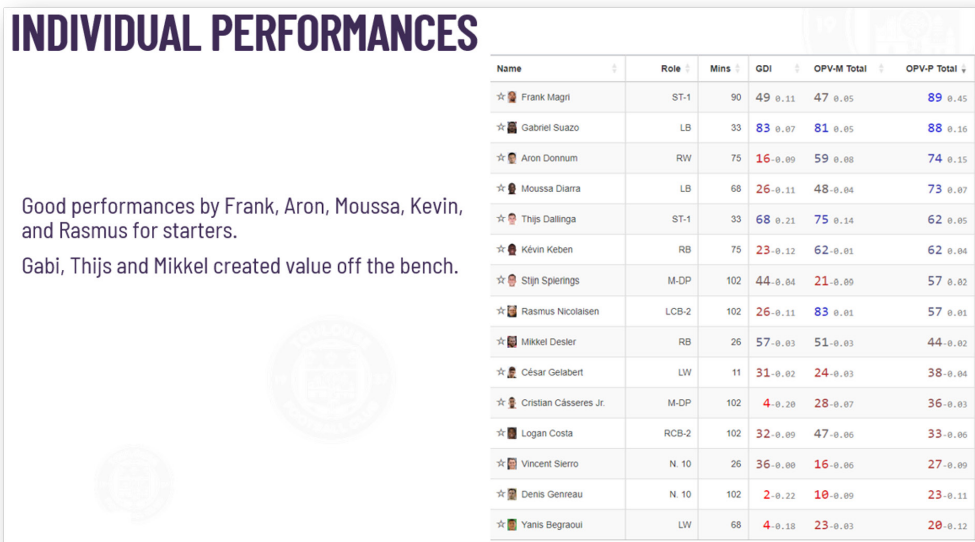 INDIVIDUAL PERFORMANCES
Good performances by Frank, Aron, Moussa, Kevin,
and Rasmus for starters.
Gabi, Thijs and Mikkel created value off the bench.
Name Role Mins GDI OPV-M Total OPV-P Total
Frank Magri ST-1 90 49 0.11 47 0.05 89 0.45
Gabriel Suazo LB 33 83 0.07 81 0.05 88 0.16
Aron Donnum RW 75 16 -0.09 59 0.08 74 0.15
Moussa Diarra LB 68 26 -0.11 48 -0.04 73 0.07
Thijs Dallinga ST-1 33 68 0.21 75 0.14 62 0.05
Kévin Keben RB 75 23 -0.12 62 -0.01 62 0.04
Stijn Spierings M-DP 102 44 -0.04 21 -0.09 57 0.02
Rasmus Nicolaisen LCB-2 102 26 -0.11 83 0.01 57 0.01
Mikkel Desler RB 26 57 -0.03 51 -0.03 44 -0.02
César Gelabert LW 11 31 -0.02 24 -0.03 38 -0.04
Cristian Cásseres Jr. M-DP 102 4 -0.20 28 -0.07 36 -0.03
Logan Costa RCB-2 102 32 -0.09 47 -0.06 33 -0.06
Vincent Sierro N. 10 26 36 -0.00 16 -0.06 27 -0.09
Denis Genreau N. 10 102 2 -0.22 10 -0.09 23 -0.11
Yanis Begraoui LW 68 4 -0.18 23 -0.03 20 -0.12